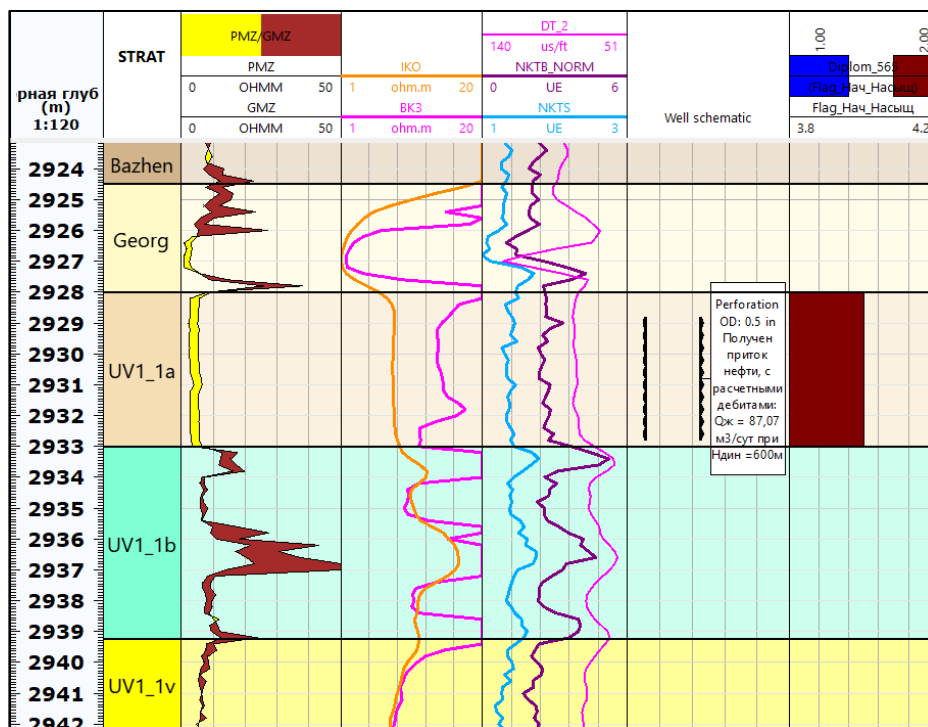 PMZ/GMZ
PMZ
0 OHMM 50
GMZ
0 OHMM 50
STRAT
рная глуб
(m)
1:120
IKO
1 ohm.m 20
BK3
1 ohm.m 20
DT_2
140 us/ft 51
NKTB_NORM
0 UE 6
NKTS
1 UE 3
Well schematic
1.00 2.00
Diplom_565
(Flag_Нач_Насыщ)
Flag_Нач_Насыщ
3.8 4.2
2924
2925
2926
2927
2928
2929
2930
2931
2932
2933
2934
2935
2936
2937
2938
2939
2940
2941
2942
Bazhen
Georg
UV1_1a
UV1_1b
UV1_1v
Perforation
OD: 0.5 in
Получен
приток
нефти, с
расчетными
дебитами:
Qж = 87,07
м3/сут при
Ндин =600м